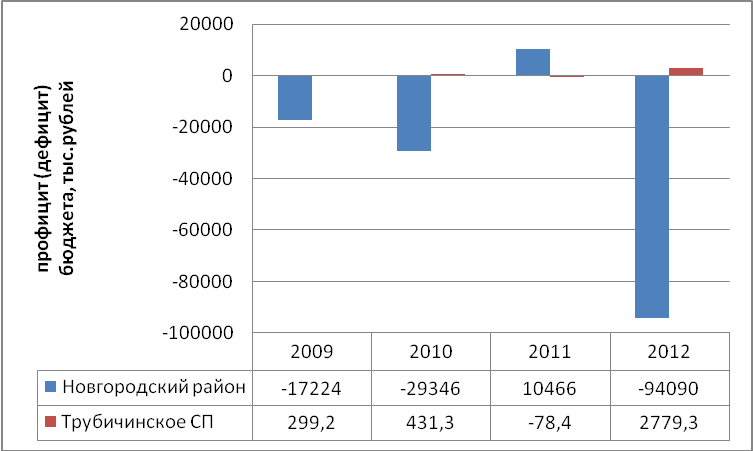 20000
0
-20000
-40000
-60000
-80000
-100000
профицит (дефицит)
бюджета, тыс.рублей
2009 2010 2011 2012
Новгородский район -17224 -29346 10466 -94090
Трубичинское СП 299,2 431,3 -78,4 2779,3